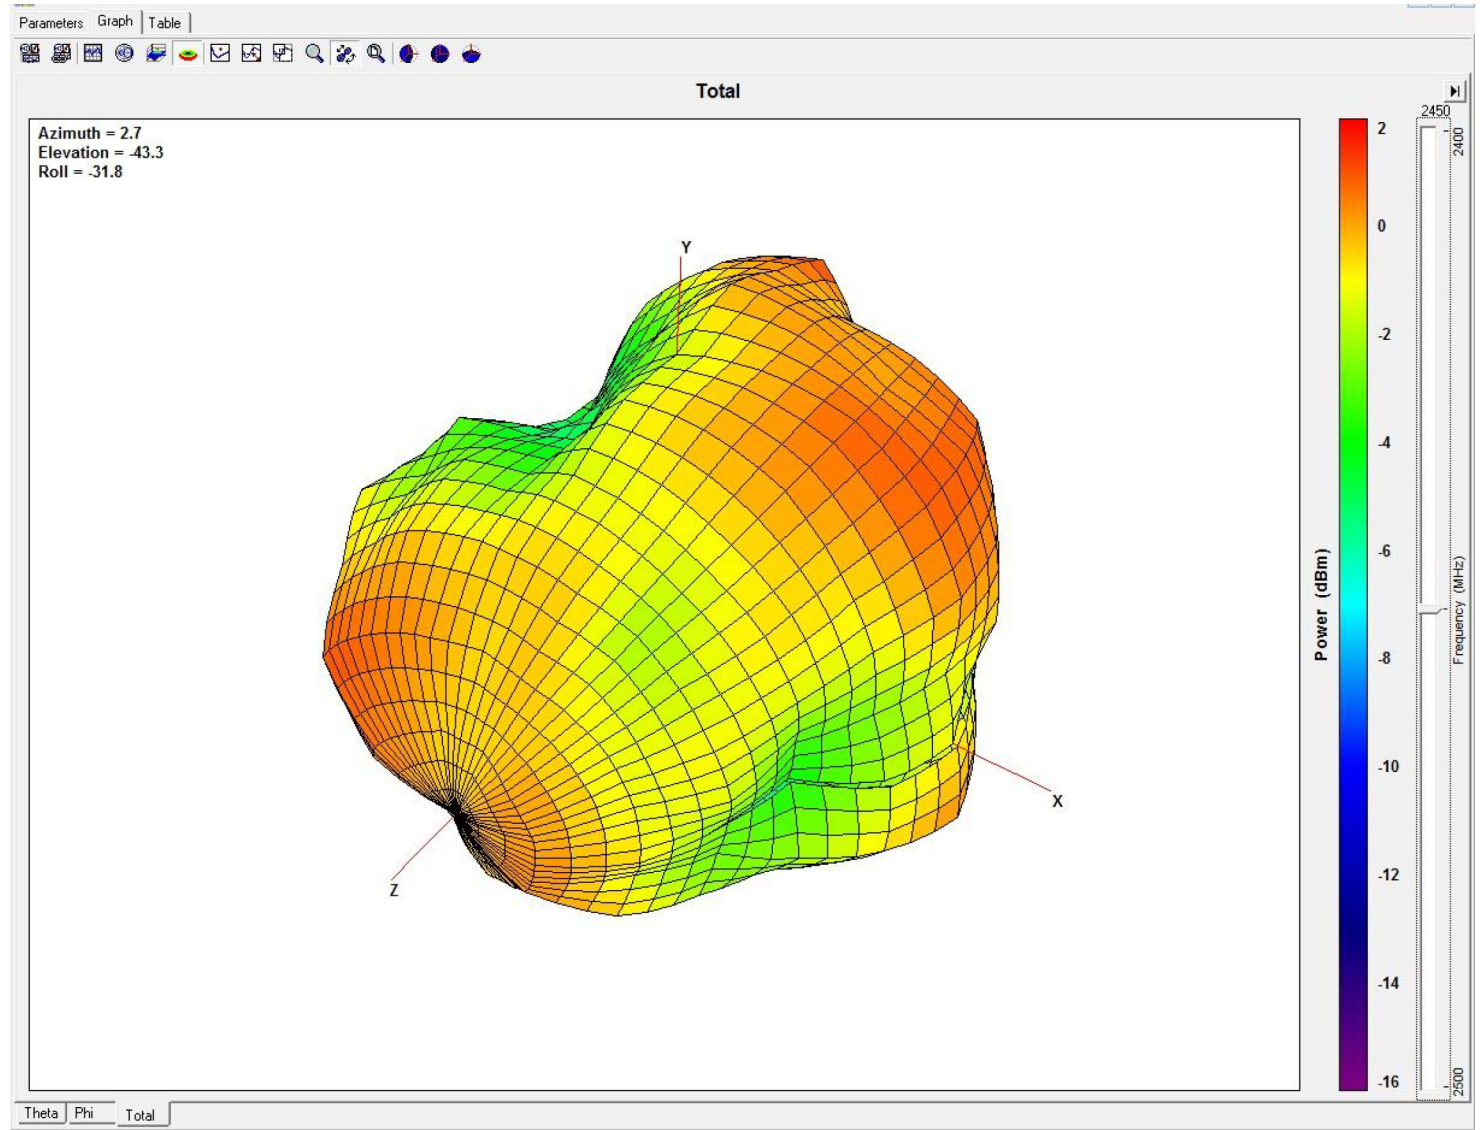 Parameters Graph Table
Total
Azimuth = 2.7
Elevation = -43.3
Roll = -31.8
Y
X
Z
2
0
-2
-4
-6
-8
-10
-12
-14
-16
Power (dBm)
2450
2400
Frequency (MHz)
2500
Theta Phi Total